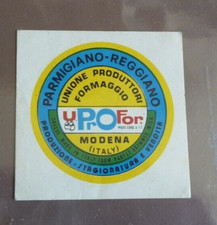 PARMIGIANO-REGGIANO
UNIONE PRODUTTORI
FORMAGGIO
UPROFOR
MODENA
(ITALY)
PRODUZIONE - STAGIONATURA E VENDITA